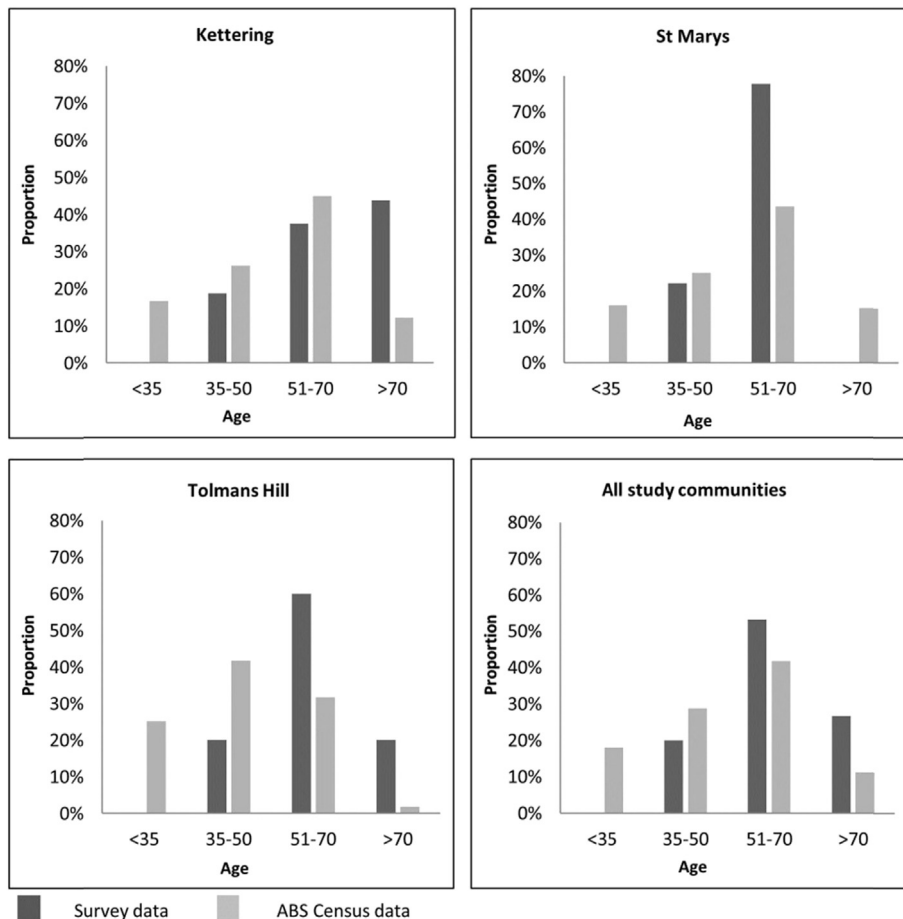 Kettering
80%
70%
60%
50%
40%
30%
20%
10%
0%
Proportion
<35 35-50 51-70 >70
Age
St Marys
80%
70%
60%
50%
40%
30%
20%
10%
0%
Proportion
<35 35-50 51-70 >70
Age
Tolmans Hill
80%
70%
60%
50%
40%
30%
20%
10%
0%
Proportion
<35 35-50 51-70 >70
Age
All study communities
80%
70%
60%
50%
40%
30%
20%
10%
0%
Proportion
<35 35-50 51-70 >70
Age
Survey data ABS Census data